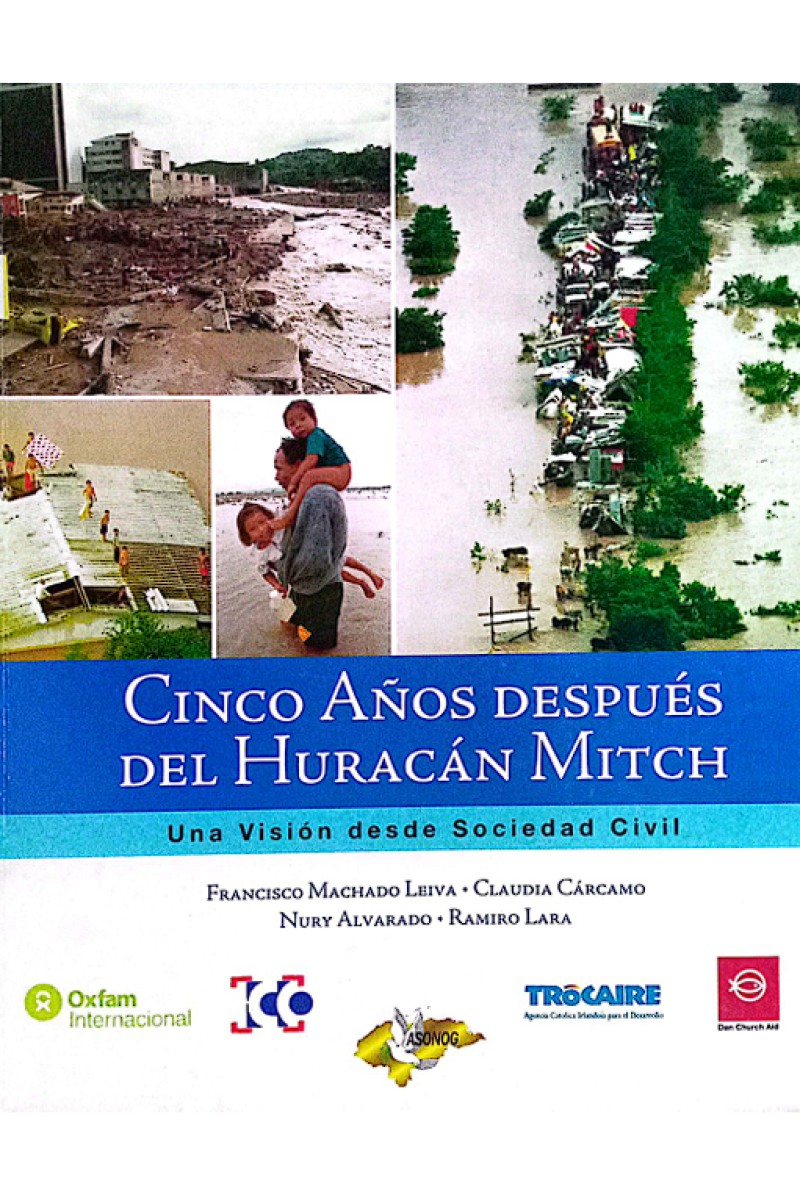 CINCO AÑOS DESPUÉS
DEL HURACÁN MITCH
Una Visión desde Sociedad Civil
FRANCISCO MACHADO LEIVA • CLAUDIA CÁRCAMO
NURY ALVARADO • RAMIRO LARA
Oxfam
Internacional
ICCO
ASONOG
TRÓCAIRE
Agencia Católica Irlandesa para el Desarrollo
Dan Church Aid